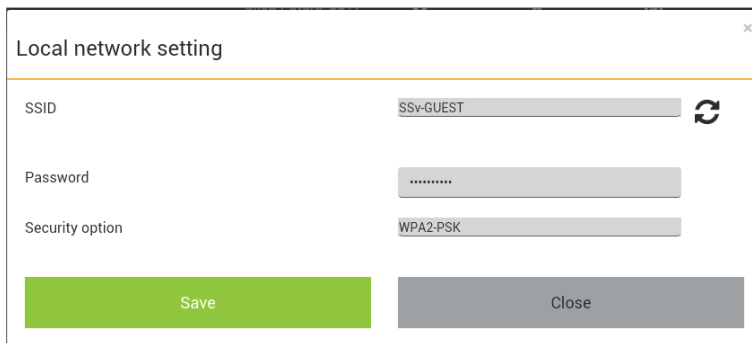 ×
Local network setting
SSID SSv-GUEST
Password ••••••••••
Security option WPA2-PSK
Save Close